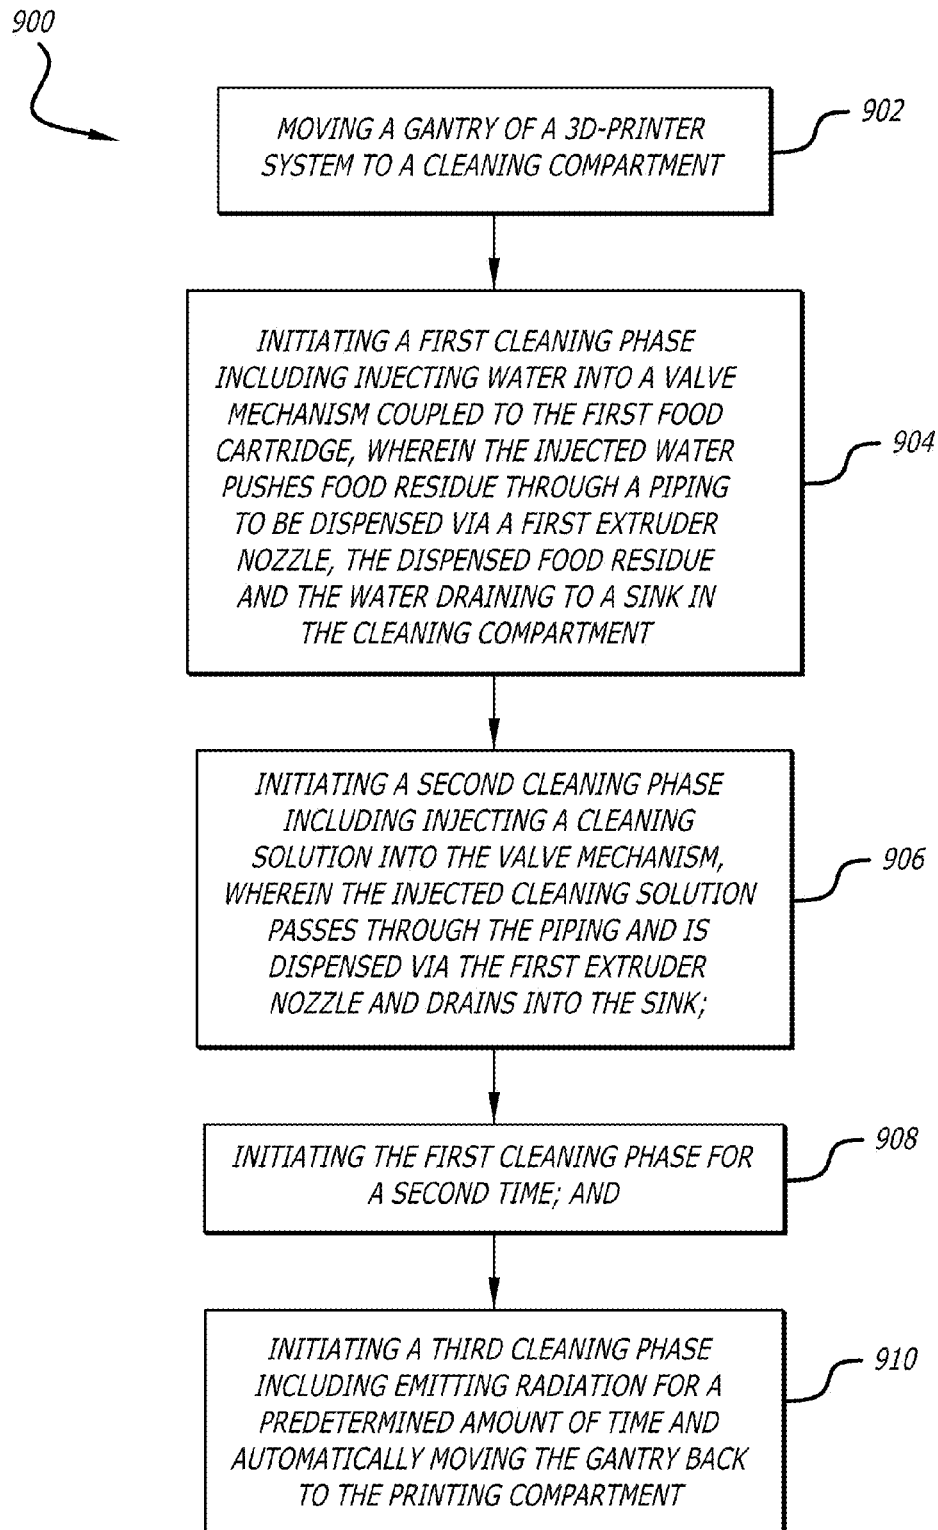 900
MOVING A GANTRY OF A 3D-PRINTER
SYSTEM TO A CLEANING COMPARTMENT
902
INITIATING A FIRST CLEANING PHASE
INCLUDING INJECTING WATER INTO A VALVE
MECHANISM COUPLED TO THE FIRST FOOD
CARTRIDGE, WHEREIN THE INJECTED WATER
PUSHES FOOD RESIDUE THROUGH A PIPING
TO BE DISPENSED VIA A FIRST EXTRUDER
NOZZLE, THE DISPENSED FOOD RESIDUE
AND THE WATER DRAINING TO A SINK IN
THE CLEANING COMPARTMENT
904
INITIATING A SECOND CLEANING PHASE
INCLUDING INJECTING A CLEANING
SOLUTION INTO THE VALVE MECHANISM,
WHEREIN THE INJECTED CLEANING SOLUTION
PASSES THROUGH THE PIPING AND IS
DISPENSED VIA THE FIRST EXTRUDER
NOZZLE AND DRAINS INTO THE SINK;
906
INITIATING THE FIRST CLEANING PHASE FOR
A SECOND TIME; AND
908
INITIATING A THIRD CLEANING PHASE
INCLUDING EMITTING RADIATION FOR A
PREDETERMINED AMOUNT OF TIME AND
AUTOMATICALLY MOVING THE GANTRY BACK
TO THE PRINTING COMPARTMENT
910